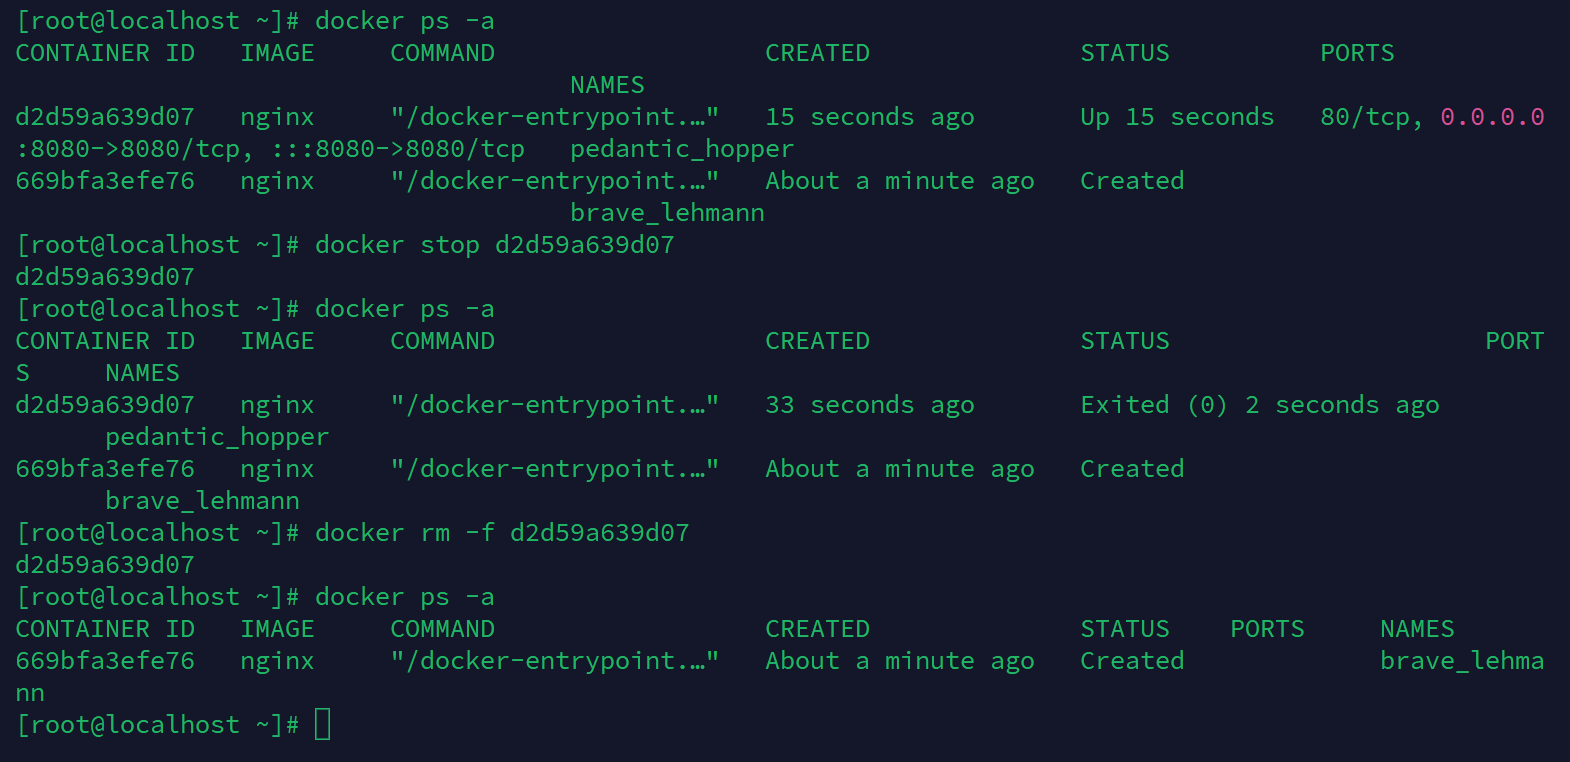 [root@localhost ~]# docker ps -a
CONTAINER ID   IMAGE     COMMAND                  CREATED              STATUS          PORTS
                                     NAMES
d2d59a639d07   nginx     "/docker-entrypoint.…"   15 seconds ago       Up 15 seconds   80/tcp, 0.0.0.0
:8080->8080/tcp, :::8080->8080/tcp   pedantic_hopper
669bfa3efe76   nginx     "/docker-entrypoint.…"   About a minute ago   Created
                                     brave_lehmann
[root@localhost ~]# docker stop d2d59a639d07
d2d59a639d07
[root@localhost ~]# docker ps -a
CONTAINER ID   IMAGE     COMMAND                  CREATED              STATUS                     PORT
S     NAMES
d2d59a639d07   nginx     "/docker-entrypoint.…"   33 seconds ago       Exited (0) 2 seconds ago
      pedantic_hopper
669bfa3efe76   nginx     "/docker-entrypoint.…"   About a minute ago   Created
      brave_lehmann
[root@localhost ~]# docker rm -f d2d59a639d07
d2d59a639d07
[root@localhost ~]# docker ps -a
CONTAINER ID   IMAGE     COMMAND                  CREATED              STATUS    PORTS     NAMES
669bfa3efe76   nginx     "/docker-entrypoint.…"   About a minute ago   Created             brave_lehma
nn
[root@localhost ~]#